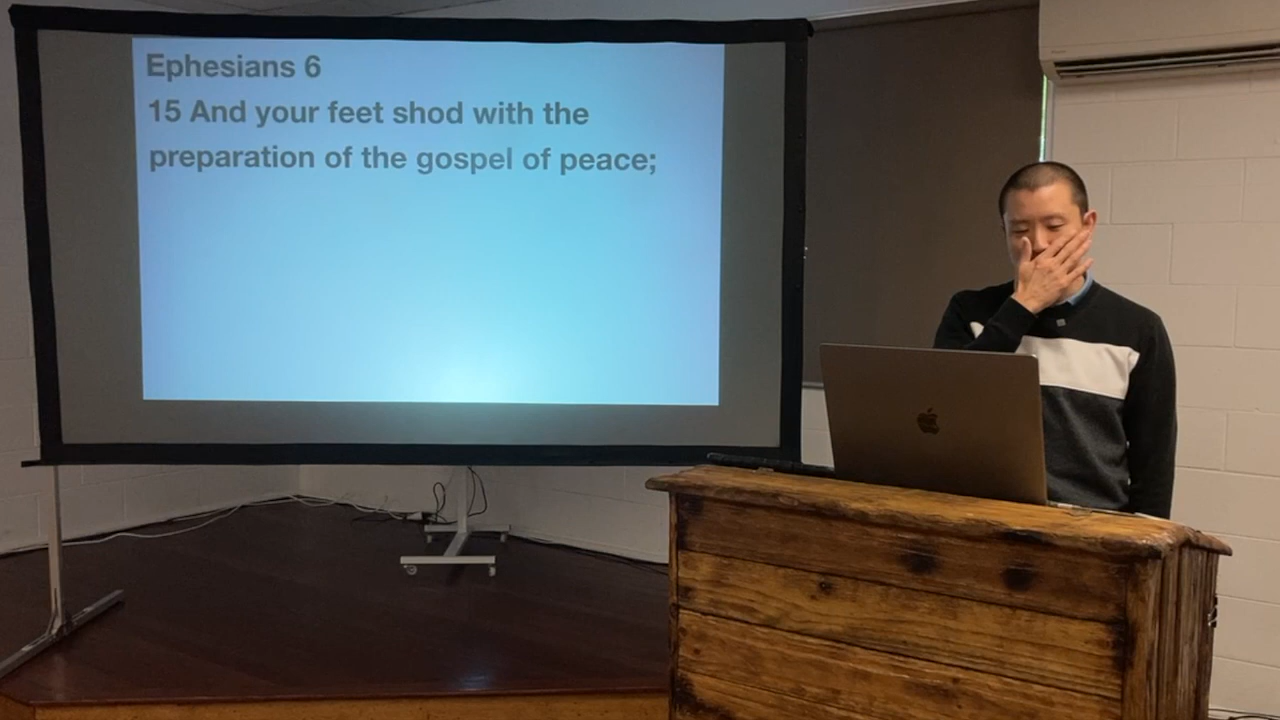 Ephesians 6
15 And your feet shod with the
preparation of the gospel of peace;